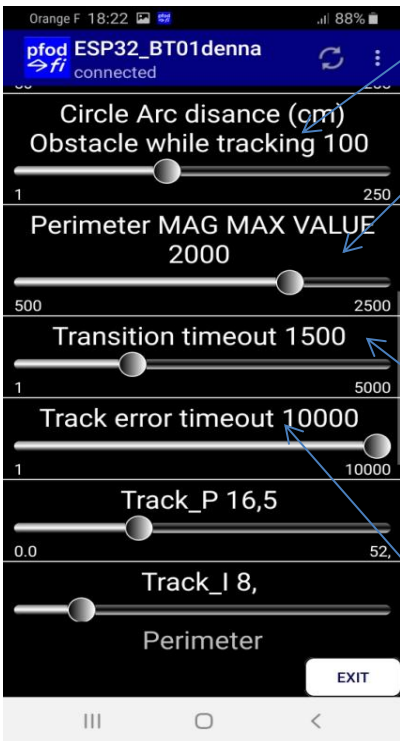 Orange F 18:22 88%
pfod ESP32_BT01denna
fi connected
Circle Arc disance (cm)
Obstacle while tracking 100
1 250
Perimeter MAG MAX VALUE
2000
500 2500
Transition timeout 1500
1 5000
Track error timeout 10000
1 10000
Track_P 16,5
0.0 52,
Track_I 8,
Perimeter
EXIT